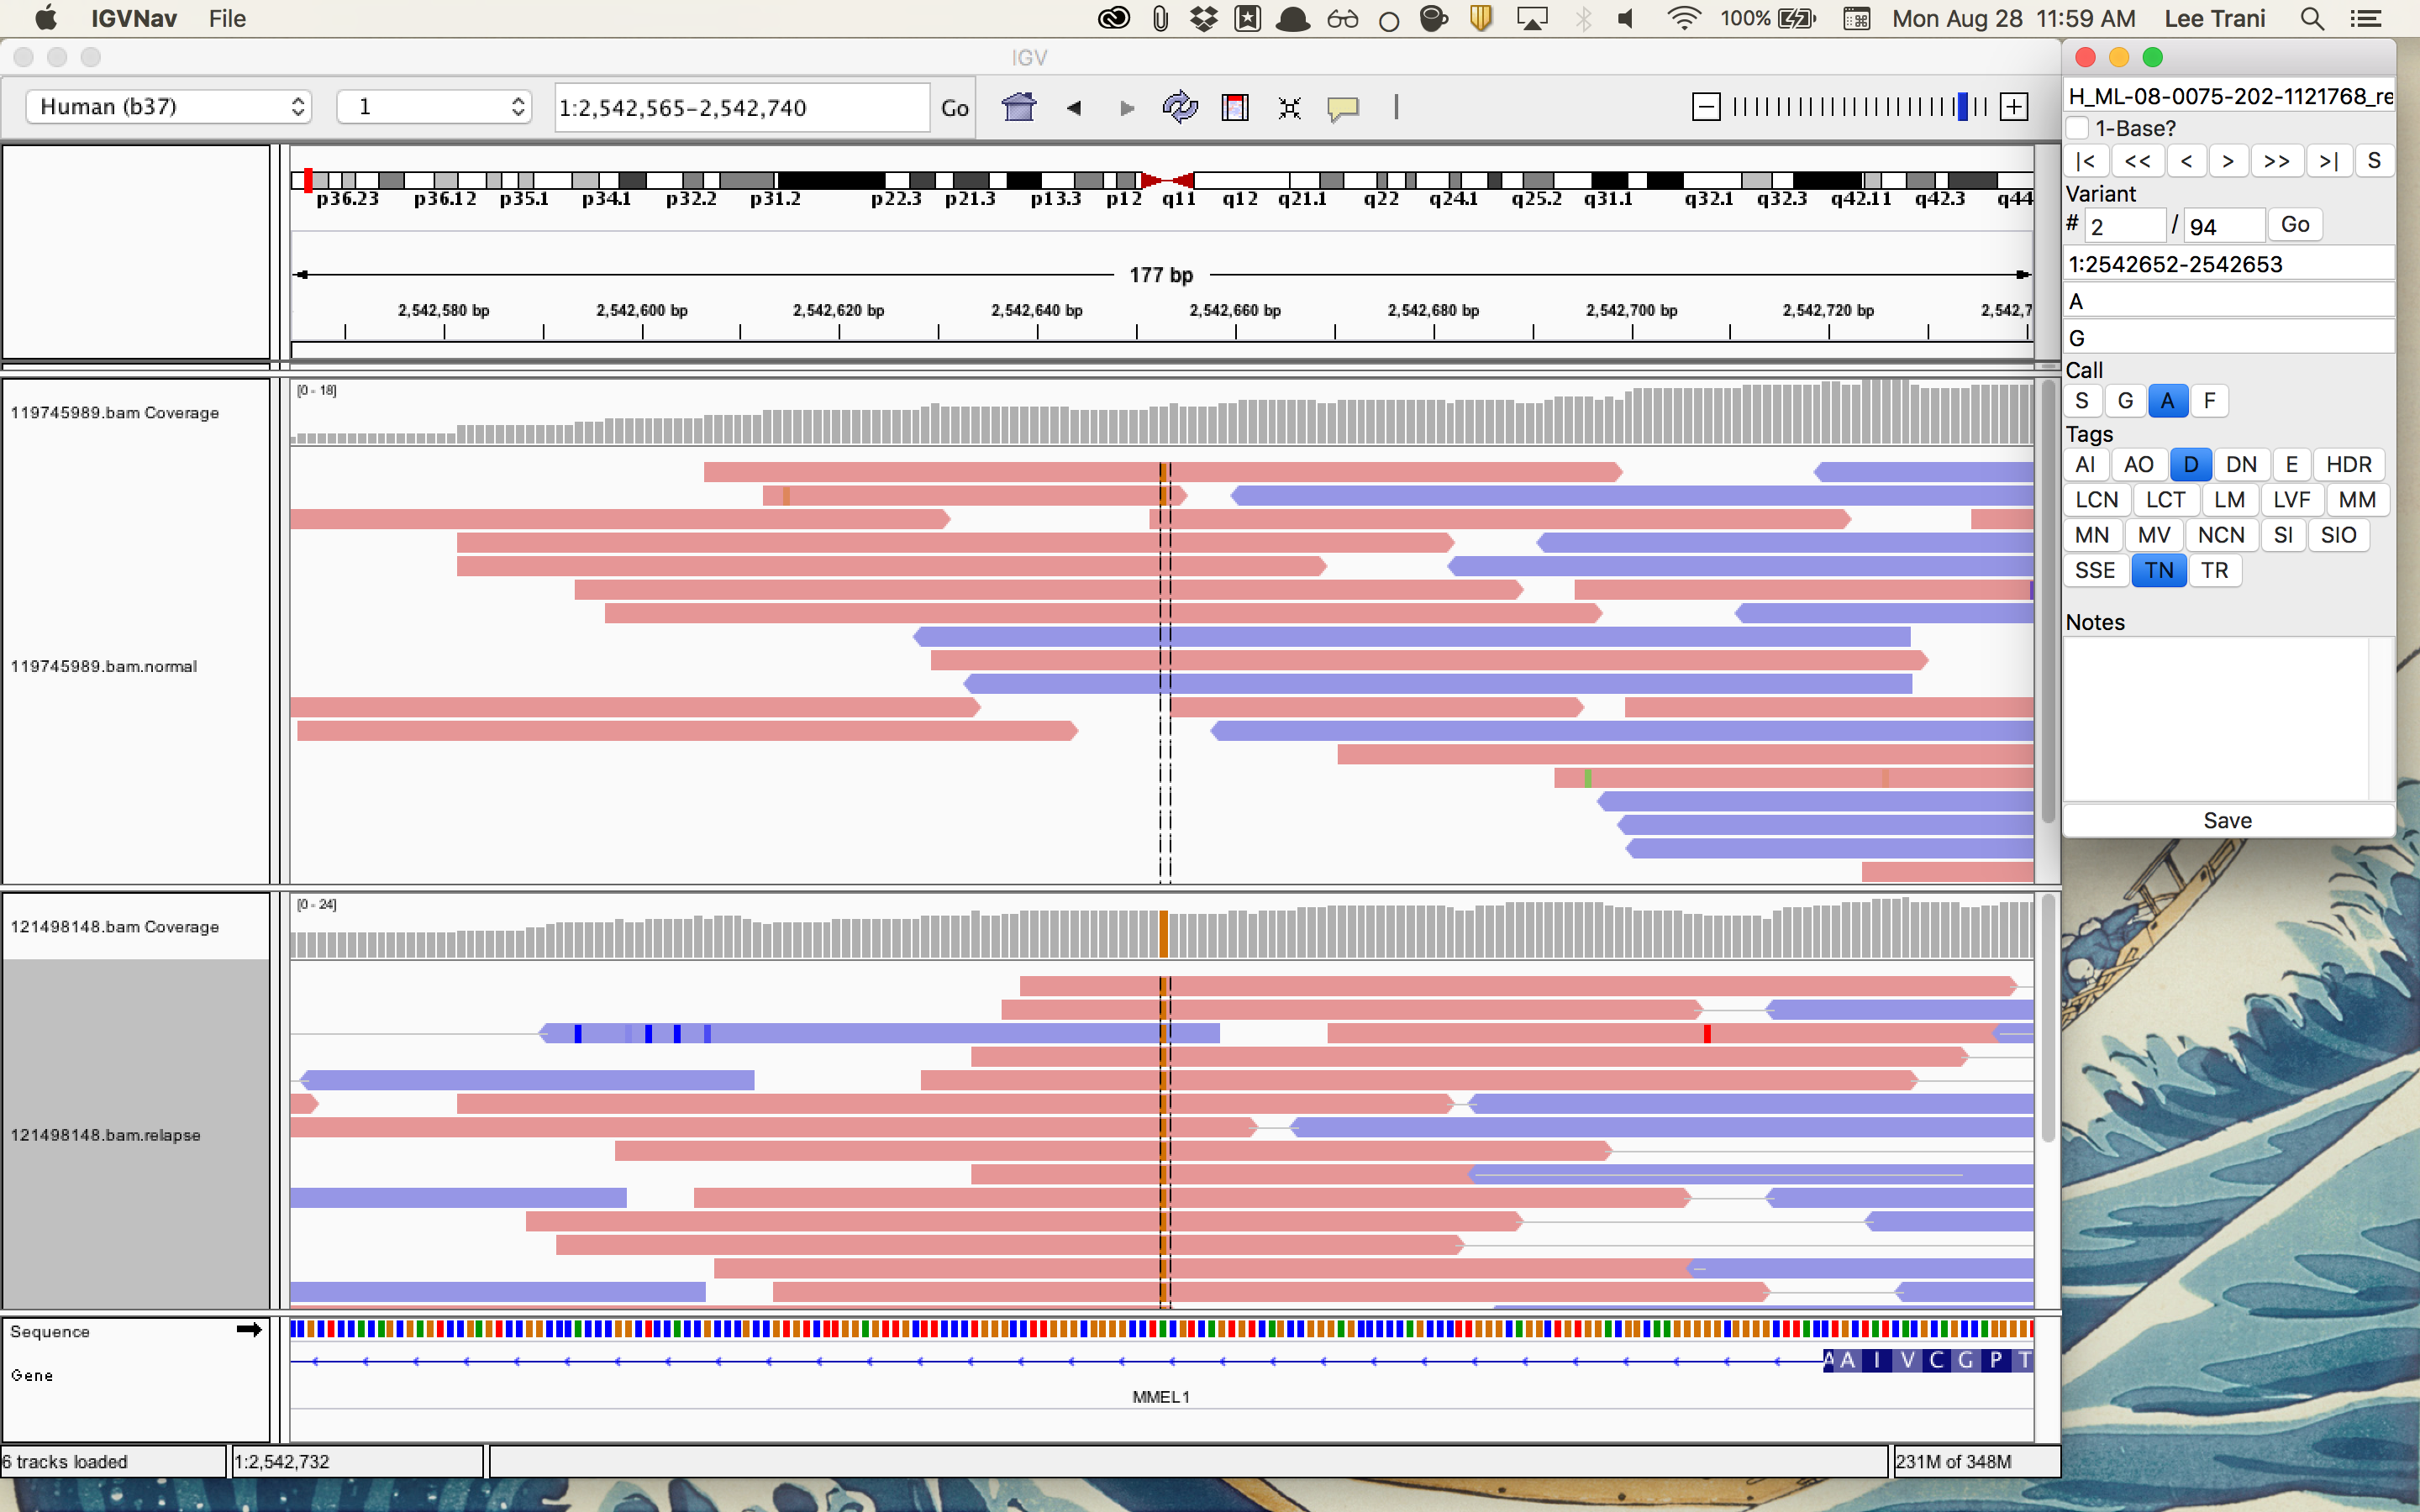 IGVNav File 100% Mon Aug 28 11:59 AM Lee Trani
IGV
Human (b37) 1 1:2,542,565-2,542,740 Go
p36.23 p36.12 p35.1 p34.1 p32.2 p31.2 p22.3 p21.3 p13.3 p12 q11 q12 q21.1 q22 q24.1 q25.2 q31.1 q32.1 q32.3 q42.11 q42.3 q44
177 bp
2,542,580 bp 2,542,600 bp 2,542,620 bp 2,542,640 bp 2,542,660 bp 2,542,680 bp 2,542,700 bp 2,542,720 bp 2,542,7
[0 - 18]
119745989.bam Coverage
119745989.bam.normal
[0 - 24]
121498148.bam Coverage
121498148.bam.relapse
Sequence
Gene
A A I V C G P T
MMEL1
6 tracks loaded 1:2,542,732 231M of 348M
H_ML-08-0075-202-1121768_re
1-Base?
|< << < > >> >| S
Variant
# 2 / 94 Go
1:2542652-2542653
A
G
Call
S G A F
Tags
AI AO D DN E HDR
LCN LCT LM LVF MM
MN MV NCN SI SIO
SSE TN TR
Notes
Save